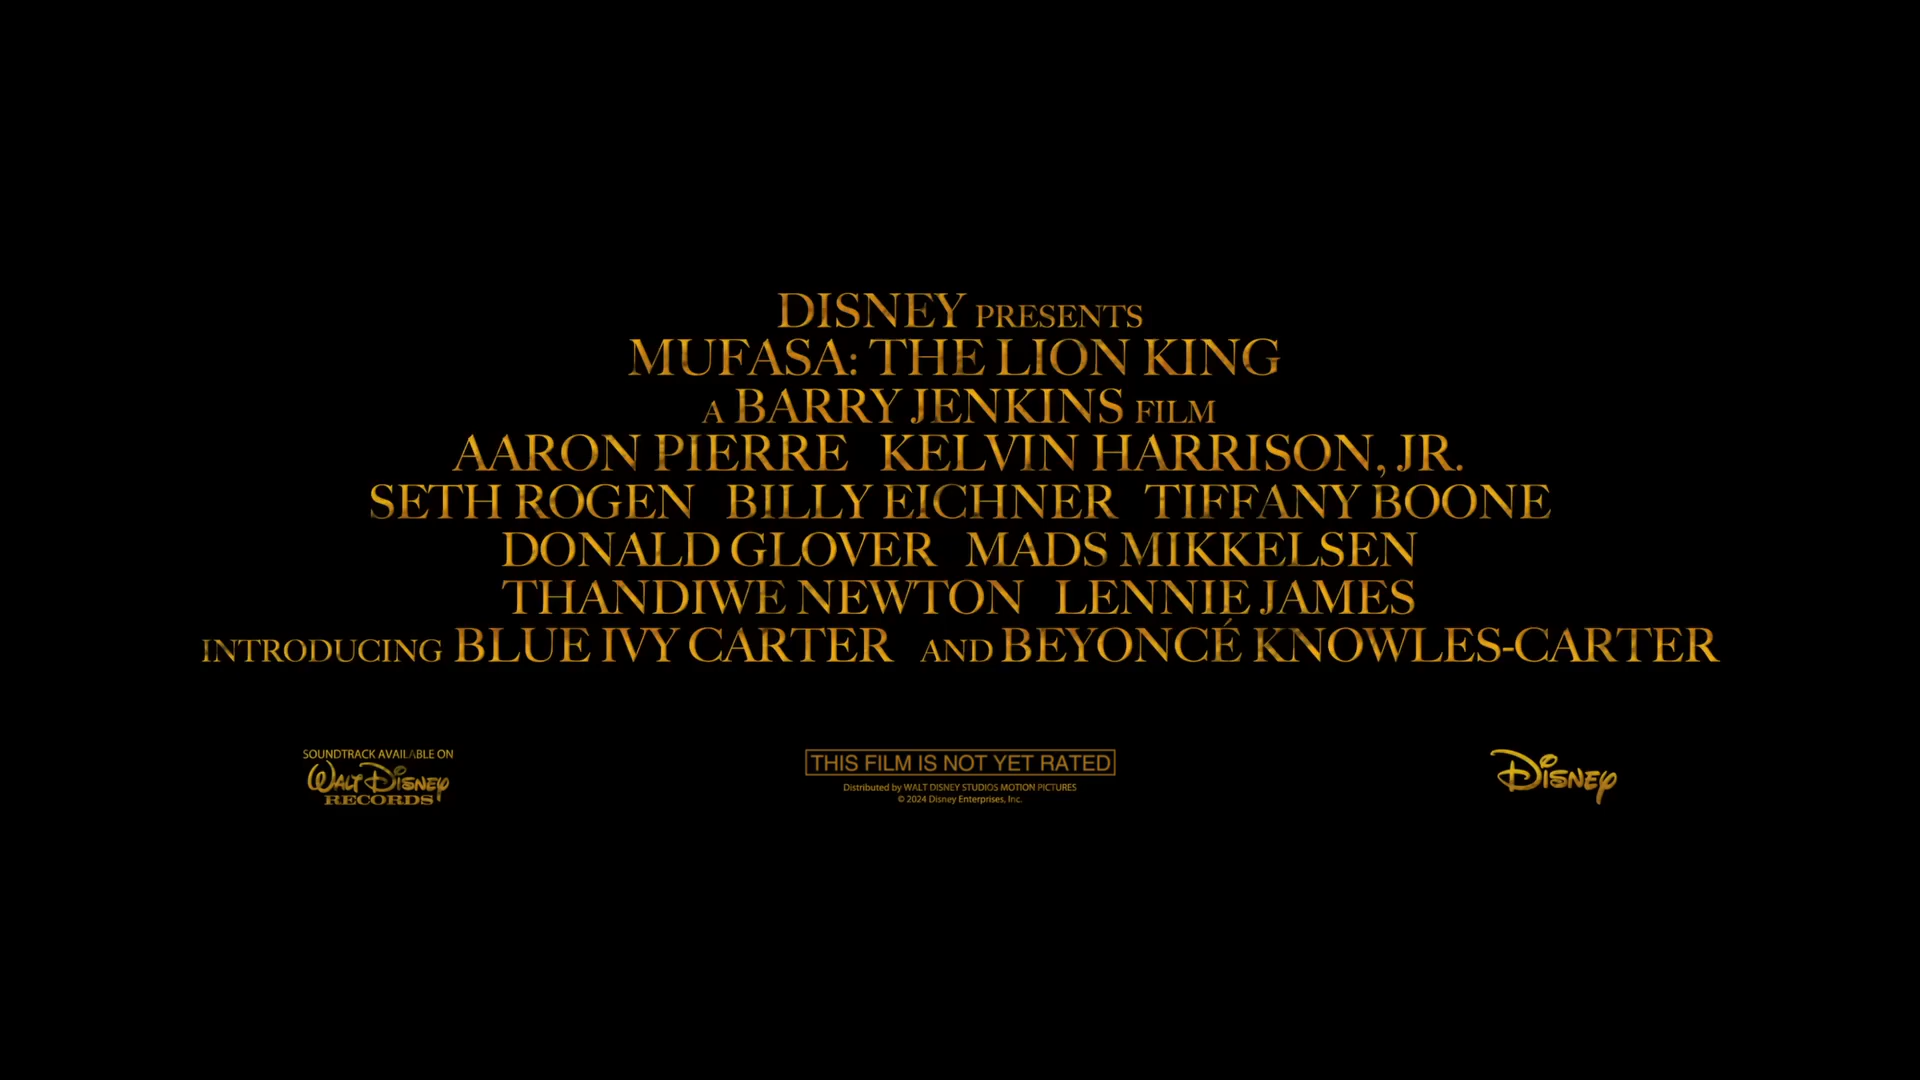 DISNEY PRESENTS
MUFASA: THE LION KING
A BARRY JENKINS FILM
AARON PIERRE KELVIN HARRISON, JR.
SETH ROGEN BILLY EICHNER TIFFANY BOONE
DONALD GLOVER MADS MIKKELSEN
THANDIWE NEWTON LENNIE JAMES
INTRODUCING BLUE IVY CARTER AND BEYONCÉ KNOWLES-CARTER
SOUNDTRACK AVAILABLE ON
WALT DISNEY
RECORDS
THIS FILM IS NOT YET RATED
Distributed by WALT DISNEY STUDIOS MOTION PICTURES
© 2024 Disney Enterprises, Inc.
Disney